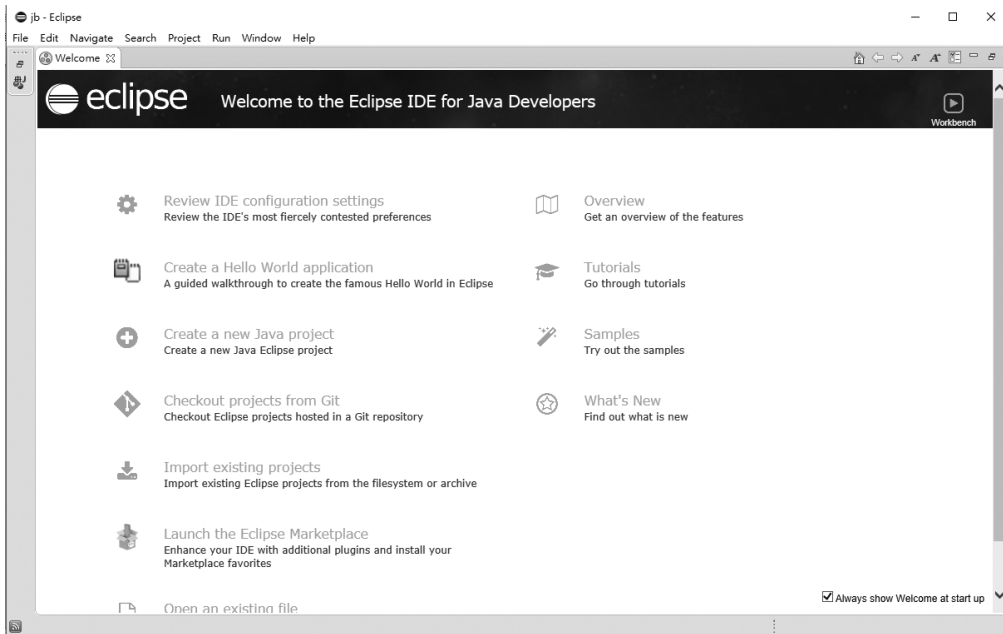 jb - Eclipse
File Edit Navigate Search Project Run Window Help
Welcome
eclipse Welcome to the Eclipse IDE for Java Developers
Workbench
Review IDE configuration settings
Review the IDE's most fiercely contested preferences
Create a Hello World application
A guided walkthrough to create the famous Hello World in Eclipse
Create a new Java project
Create a new Java Eclipse project
Checkout projects from Git
Checkout Eclipse projects hosted in a Git repository
Import existing projects
Import existing Eclipse projects from the filesystem or archive
Launch the Eclipse Marketplace
Enhance your IDE with additional plugins and install your
Marketplace favorites
Open an existing file
Overview
Get an overview of the features
Tutorials
Go through tutorials
Samples
Try out the samples
What's New
Find out what is new
Always show Welcome at start up